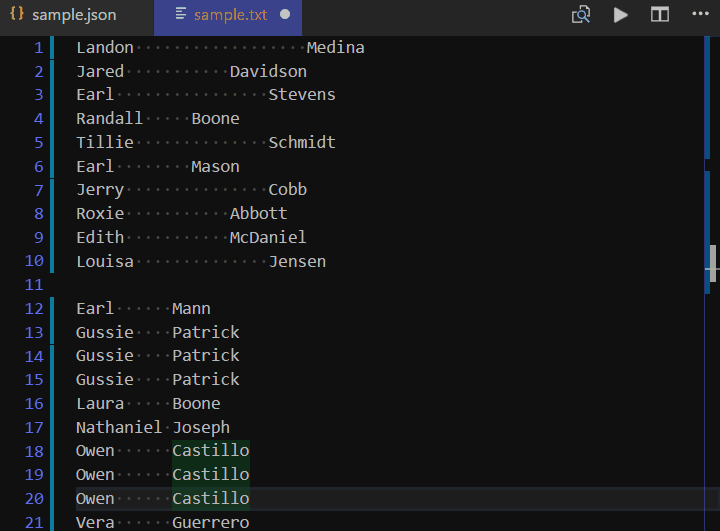 {} sample.json sample.txt
1 Landon Medina
2 Jared Davidson
3 Earl Stevens
4 Randall Boone
5 Tillie Schmidt
6 Earl Mason
7 Jerry Cobb
8 Roxie Abbott
9 Edith McDaniel
10 Louisa Jensen
11
12 Earl Mann
13 Gussie Patrick
14 Gussie Patrick
15 Gussie Patrick
16 Laura Boone
17 Nathaniel Joseph
18 Owen Castillo
19 Owen Castillo
20 Owen Castillo
21 Vera Guerrero